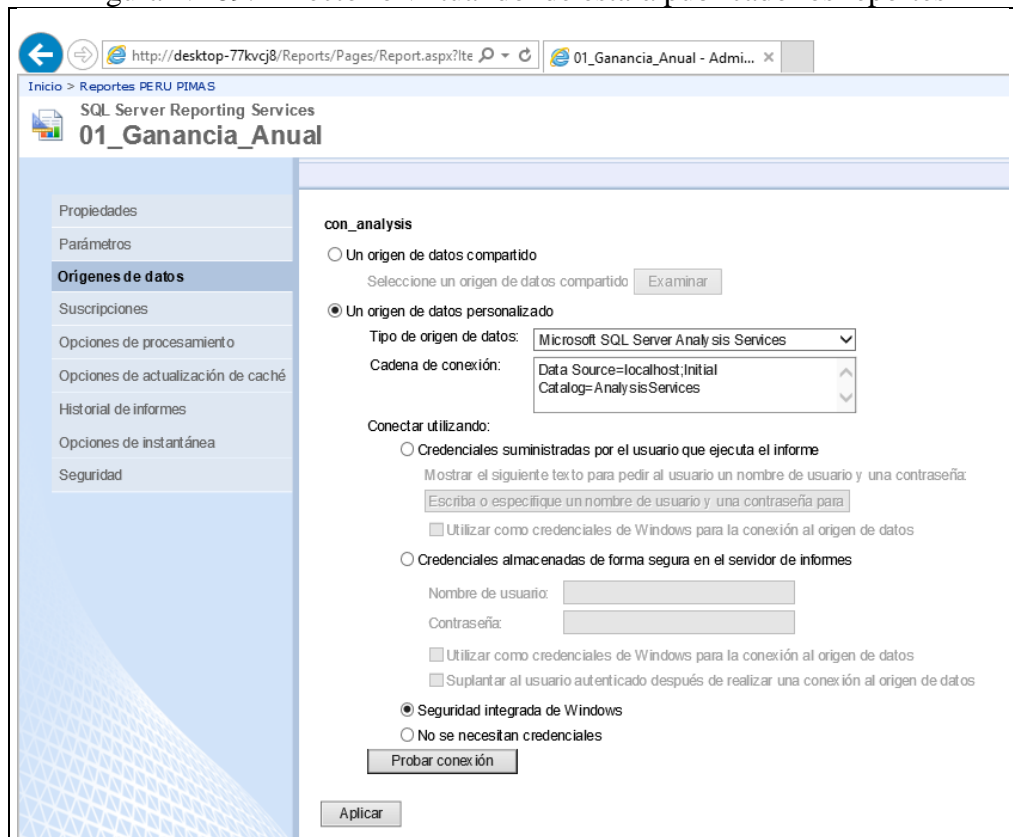 http://desktop-77kvcj8/Reports/Pages/Report.aspx?Ite
01_Ganancia_Anual - Admi...
Inicio > Reportes PERU PIMAS
SQL Server Reporting Services
01_Ganancia_Anual
Propiedades
Parámetros
Orígenes de datos
Suscripciones
Opciones de procesamiento
Opciones de actualización de caché
Historial de informes
Opciones de instantánea
Seguridad
con_analysis
Un origen de datos compartido
Seleccione un origen de datos compartido Examinar
Un origen de datos personalizado
Tipo de origen de datos: Microsoft SQL Server Analysis Services
Cadena de conexión: Data Source=localhost;Initial
Catalog=AnalysisServices
Conectar utilizando:
Credenciales suministradas por el usuario que ejecuta el informe
Mostrar el siguiente texto para pedir al usuario un nombre de usuario y una contraseña:
Escriba o especifique un nombre de usuario y una contraseña para
Utilizar como credenciales de Windows para la conexión al origen de datos
Credenciales almacenadas de forma segura en el servidor de informes
Nombre de usuario:
Contraseña:
Utilizar como credenciales de Windows para la conexión al origen de datos
Suplantar al usuario autenticado después de realizar una conexión al origen de datos
Seguridad integrada de Windows
No se necesitan credenciales
Probar conexión
Aplicar